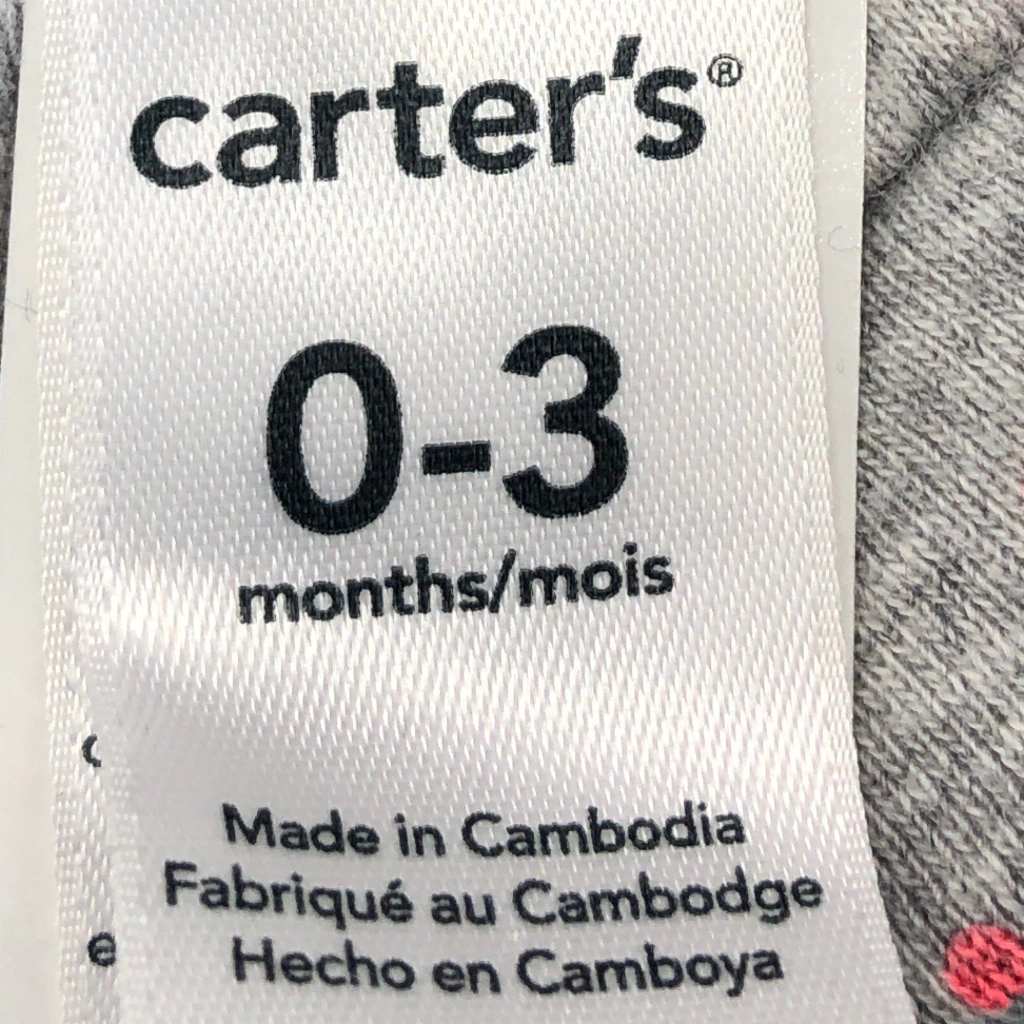 carter's®
0-3
months/mois
Made in Cambodia
Fabriqué au Cambodge
Hecho en Camboya